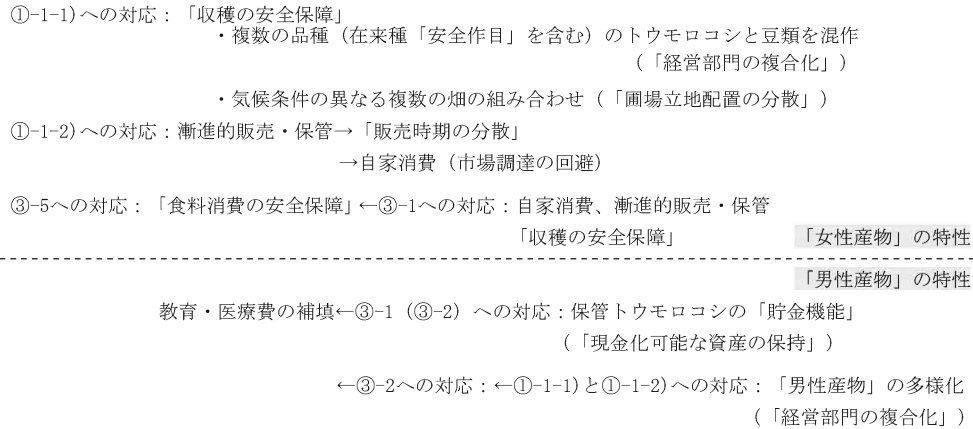 ①-1-1)への対応：「収穫の安全保障」
・複数の品種（在来種「安全作目」を含む）のトウモロコシと豆類を混作
（「経営部門の複合化」）
・気候条件の異なる複数の畑の組み合わせ（「圃場立地配置の分散」）
①-1-2)への対応：漸進的販売・保管→「販売時期の分散」
→自家消費（市場調達の回避）
③-5への対応：「食料消費の安全保障」←③-1への対応：自家消費、漸進的販売・保管
「収穫の安全保障」 「女性産物」の特性
「男性産物」の特性
教育・医療費の補填←③-1（③-2）への対応：保管トウモロコシの「貯金機能」
（「現金化可能な資産の保持」）
←③-2への対応：←①-1-1)と①-1-2)への対応：「男性産物」の多様化
（「経営部門の複合化」）